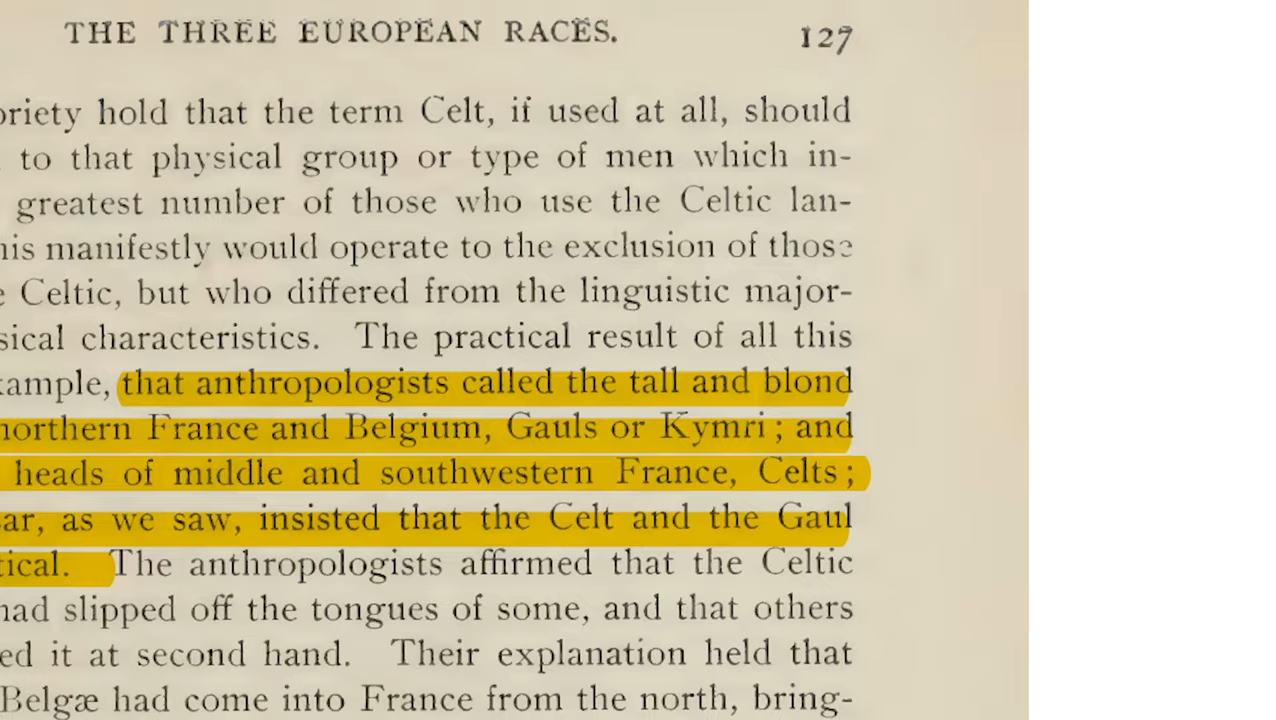 THE THREE EUROPEAN RACES. 127
oriety hold that the term Celt, if used at all, should
to that physical group or type of men which in-
greatest number of those who use the Celtic lan-
his manifestly would operate to the exclusion of those
e Celtic, but who differed from the linguistic major-
sical characteristics. The practical result of all this
xample, that anthropologists called the tall and blond
northern France and Belgium, Gauls or Kymri; and
heads of middle and southwestern France, Celts;
ar, as we saw, insisted that the Celt and the Gaul
tical. The anthropologists affirmed that the Celtic
had slipped off the tongues of some, and that others
ed it at second hand. Their explanation held that
Belgæ had come into France from the north, bring-